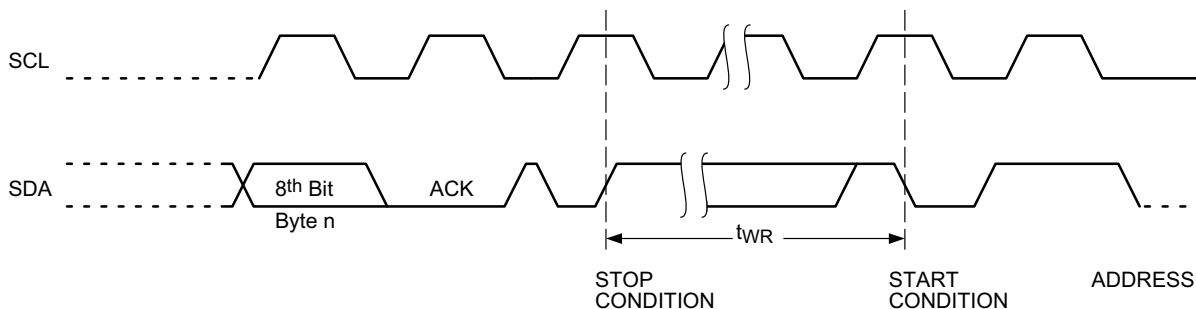 SCL
SDA
8th Bit
Byte n
ACK
tWR
STOP
CONDITION
START
CONDITION
ADDRESS